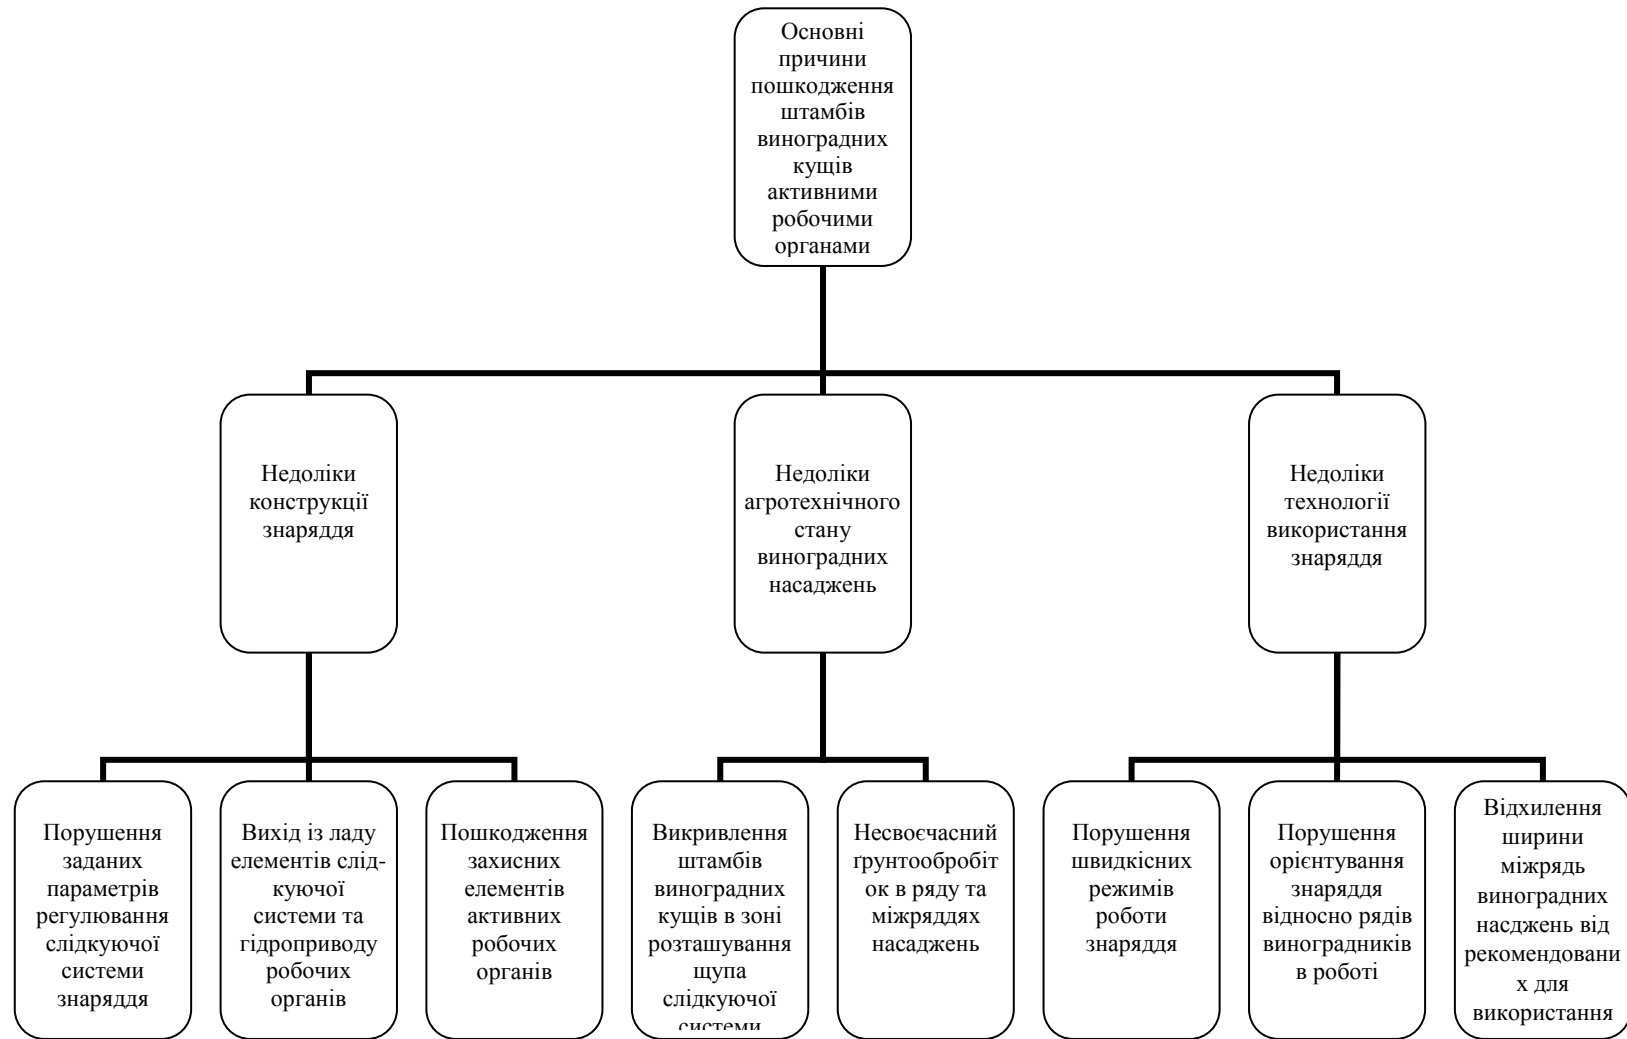 Основні
причини
пошкодження
штамбів
виноградних
кущів
активними
робочими
органами
Недоліки
конструкції
знаряддя
Недоліки
агротехнічного
стану
виноградних
насаджень
Недоліки
технології
використання
знаряддя
Порушення
заданих
параметрів
регулювання
слідкуючої
системи
знаряддя
Вихід із ладу
елементів слід-
куючої
системи та
гідроприводу
робочих
органів
Пошкодження
захисних
елементів
активних
робочих
органів
Викривлення
штамбів
виноградних
кущів в зоні
розташування
щупа
слідкуючої
системи
Несвоєчасний
ґрунтообробіт
ок в ряду та
міжряддях
насаджень
Порушення
швидкісних
режимів
роботи
знаряддя
Порушення
орієнтування
знаряддя
відносно рядів
виноградників
в роботі
Відхилення
ширини
міжрядь
виноградних
насджень від
рекомендовани
х для
використання